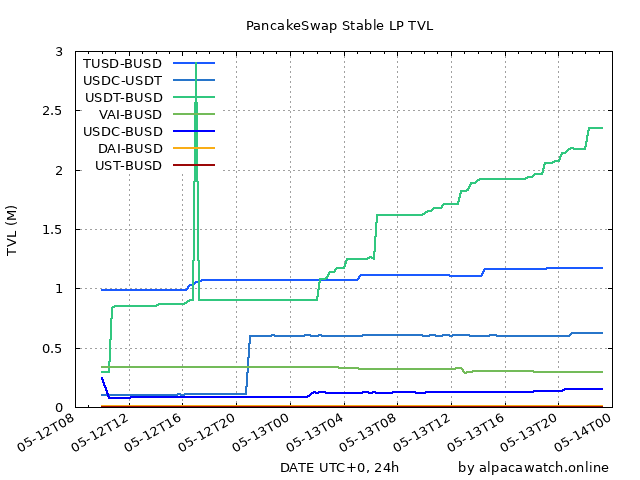 PancakeSwap Stable LP TVL
TUSD-BUSD
USDC-USDT
USDT-BUSD
VAI-BUSD
USDC-BUSD
DAI-BUSD
UST-BUSD
3
2.5
2
1.5
1
0.5
0
TVL (M)
05-12T08
05-12T12
05-12T16
05-12T20
05-13T00
05-13T04
05-13T08
05-13T12
05-13T16
05-13T20
05-14T00
DATE UTC+0, 24h
by alpacawatch.online